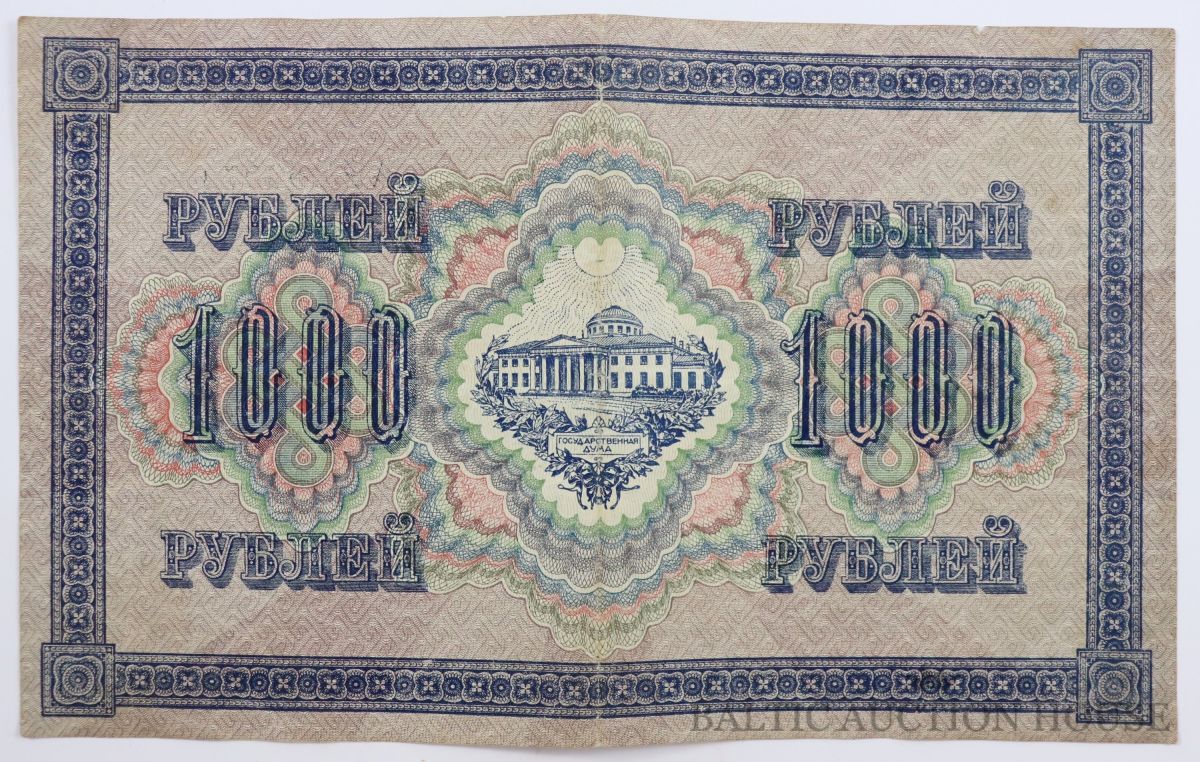 РУБЛЕЙ РУБЛЕЙ
1000 1000
ГОСУДАРСТВЕННАЯ
ДУМА
РУБЛЕЙ РУБЛЕЙ
BALTIC AUCTION HOUSE